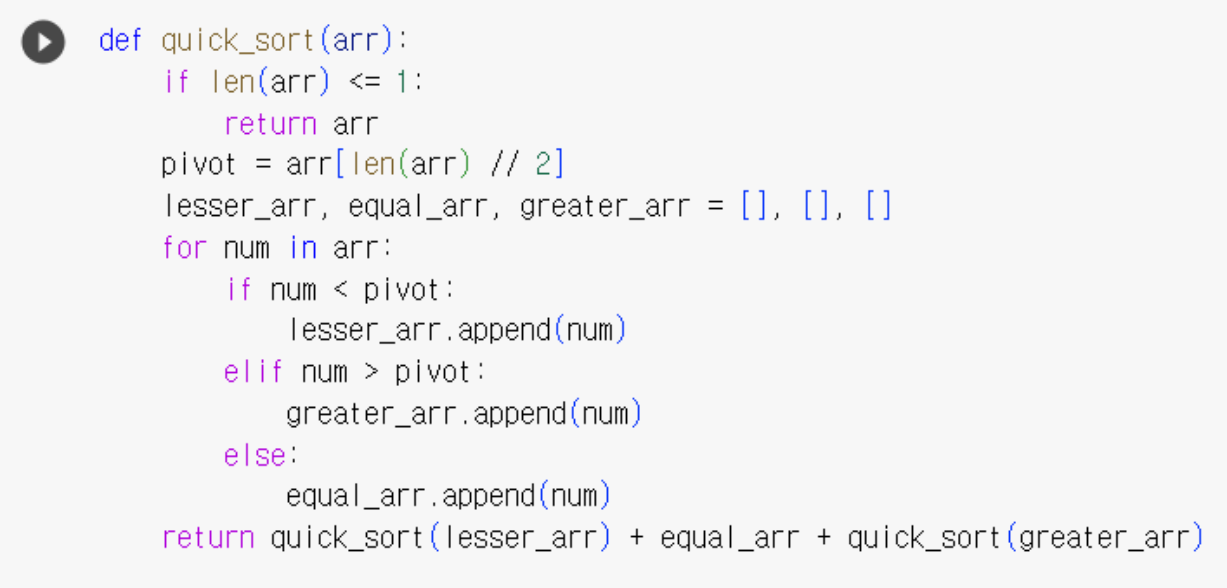 def quick_sort(arr):
    if len(arr) <= 1:
        return arr
    pivot = arr[len(arr) // 2]
    lesser_arr, equal_arr, greater_arr = [], [], []
    for num in arr:
        if num < pivot:
            lesser_arr.append(num)
        elif num > pivot:
            greater_arr.append(num)
        else:
            equal_arr.append(num)
    return quick_sort(lesser_arr) + equal_arr + quick_sort(greater_arr)